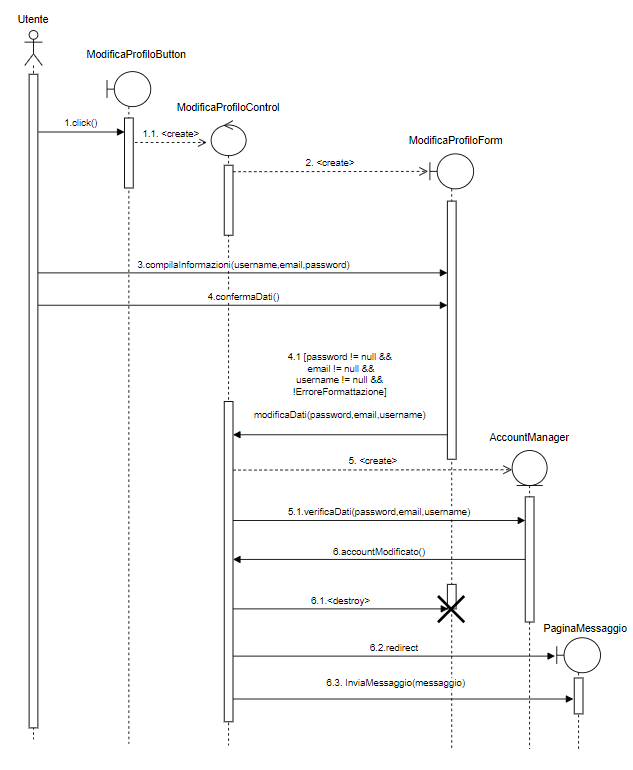 Utente
ModificaProfiloButton
ModificaProfiloControl
1.click()
1.1. <create>
ModificaProfiloForm
2. <create>
3.compilaInformazioni(username,email,password)
4.confermaDati()
4.1 [password != null &&
email != null &&
username != null &&
!ErroreFormattazione]
modificaDati(password,email,username)
AccountManager
5. <create>
5.1.verificaDati(password,email,username)
6.accountModificato()
6.1.<destroy>
PaginaMessaggio
6.2.redirect
6.3. InviaMessaggio(messaggio)